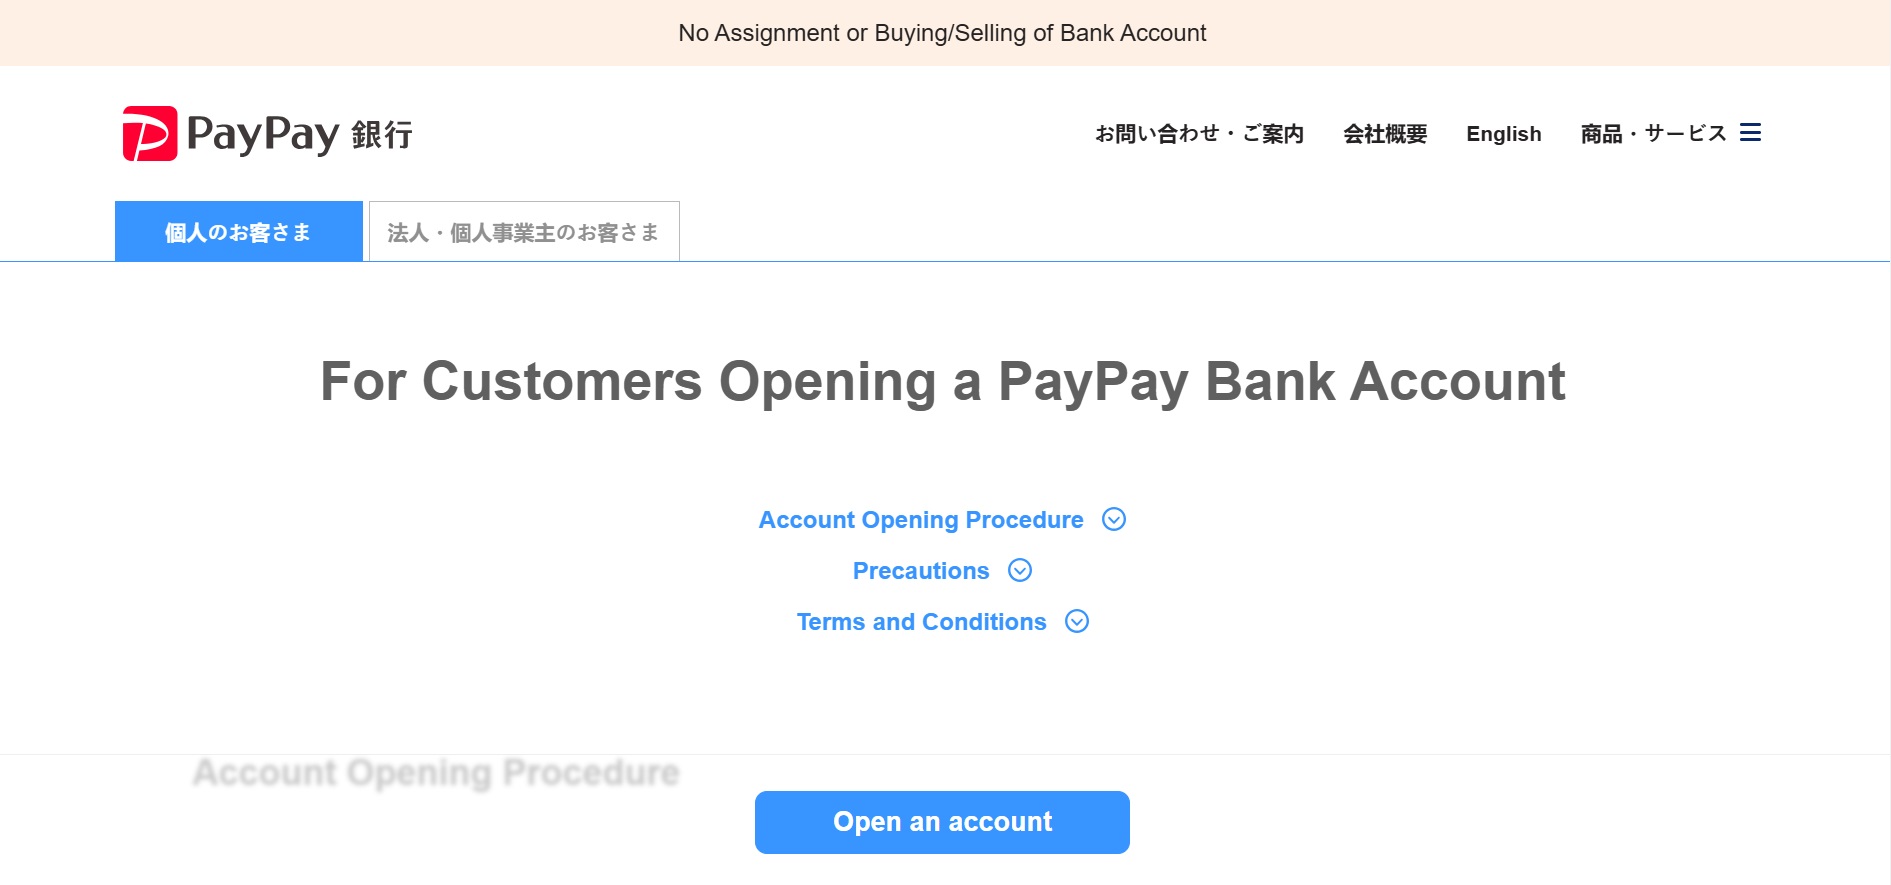 No Assignment or Buying/Selling of Bank Account
PayPay 銀行
お問い合わせ・ご案内 会社概要 English 商品・サービス
個人のお客さま 法人・個人事業主のお客さま
For Customers Opening a PayPay Bank Account
Account Opening Procedure
Precautions
Terms and Conditions
Account Opening Procedure
Open an account